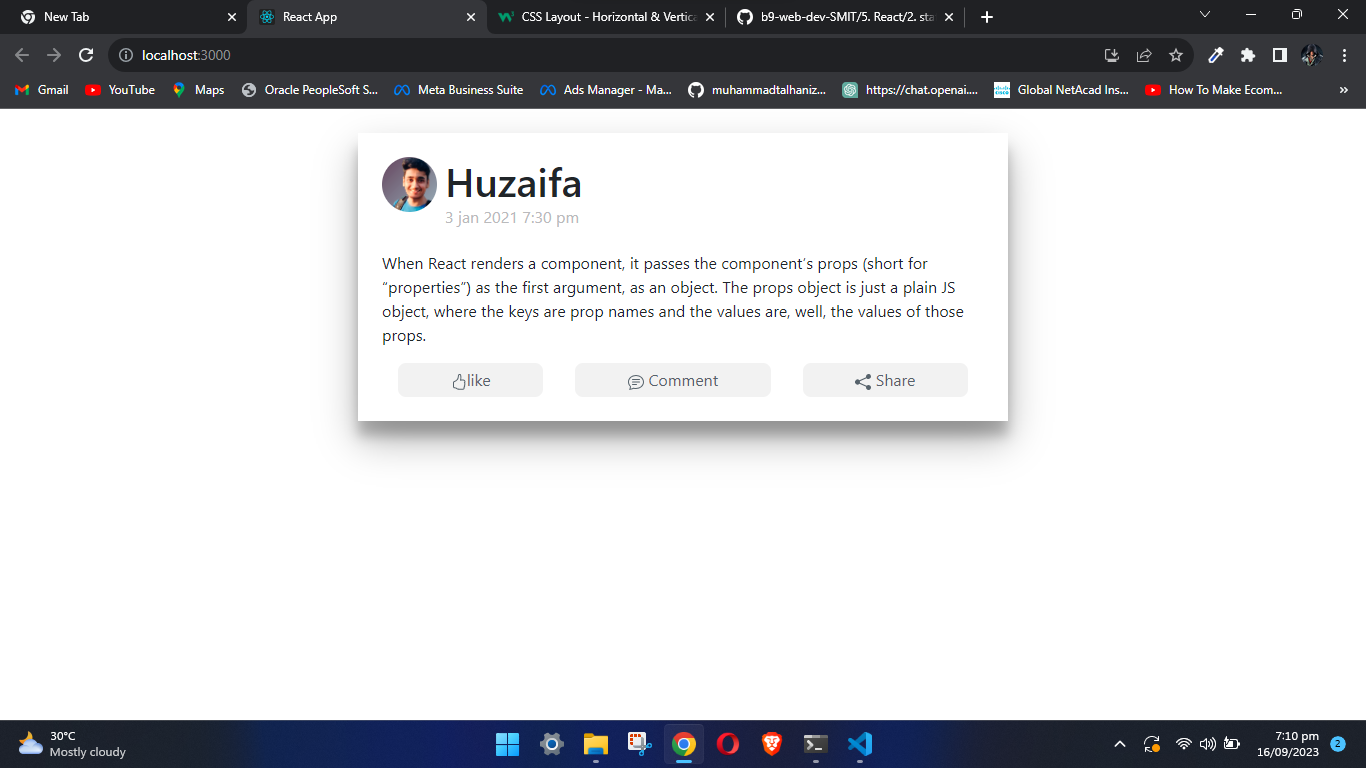 New Tab
React App
CSS Layout - Horizontal & Vertica
b9-web-dev-SMIT/5. React/2. sta
localhost:3000
Gmail
YouTube
Maps
Oracle PeopleSoft S...
Meta Business Suite
Ads Manager - Ma...
muhammadtalhaniz...
https://chat.openai....
Global NetAcad Ins...
How To Make Ecom...
»
Huzaifa
3 jan 2021 7:30 pm
When React renders a component, it passes the component’s props (short for
“properties”) as the first argument, as an object. The props object is just a plain JS
object, where the keys are prop names and the values are, well, the values of those
props.
like
Comment
Share
30°C
Mostly cloudy
7:10 pm
16/09/2023
2